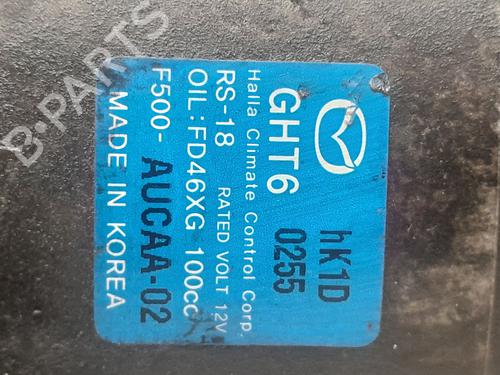 GHT6
hK1D
0255
Halla Climate Control Corp.
RS-18 RATED VOLT 12V
OIL:FD46XG 100cc
F500-AUCAA-02
MADE IN KOREA
B-PARTS